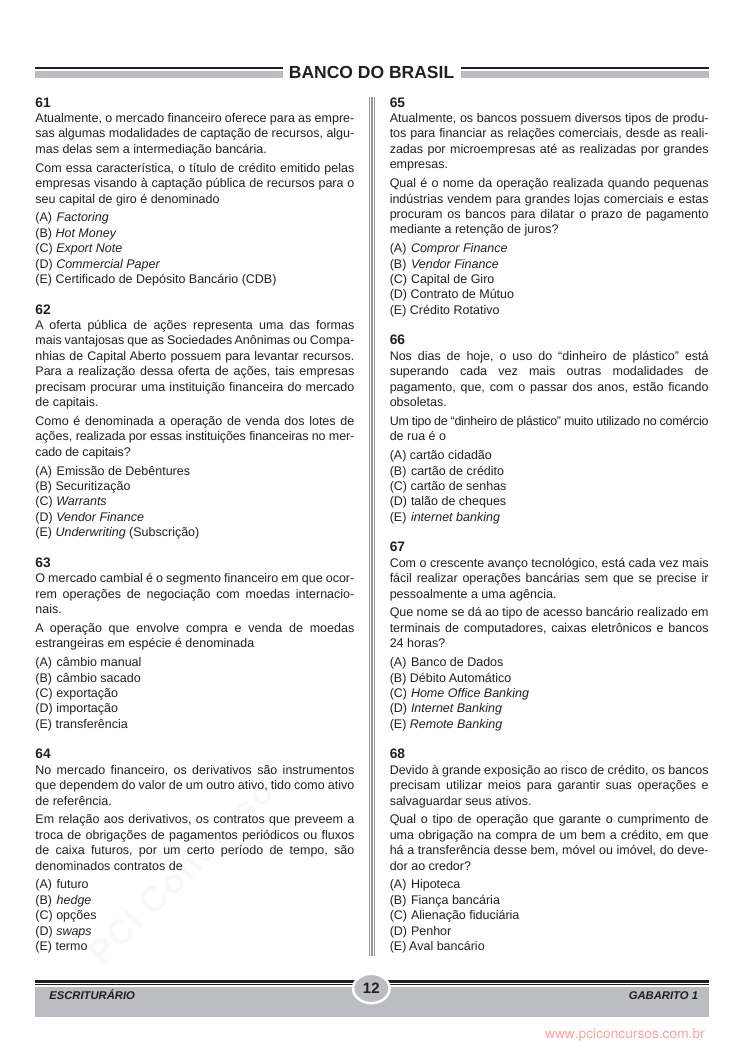 BANCO DO BRASIL
61
Atualmente, o mercado financeiro oferece para as empre-
sas algumas modalidades de captação de recursos, algu-
mas delas sem a intermediação bancária.
Com essa característica, o título de crédito emitido pelas
empresas visando à captação pública de recursos para o
seu capital de giro é denominado
(A) Factoring
(B) Hot Money
(C) Export Note
(D) Commercial Paper
(E) Certificado de Depósito Bancário (CDB)
62
A oferta pública de ações representa uma das formas
mais vantajosas que as Sociedades Anônimas ou Compa-
nhias de Capital Aberto possuem para levantar recursos.
Para a realização dessa oferta de ações, tais empresas
precisam procurar uma instituição financeira do mercado
de capitais.
Como é denominada a operação de venda dos lotes de
ações, realizada por essas instituições financeiras no mer-
cado de capitais?
(A) Emissão de Debêntures
(B) Securitização
(C) Warrants
(D) Vendor Finance
(E) Underwriting (Subscrição)
63
O mercado cambial é o segmento financeiro em que ocor-
rem operações de negociação com moedas internacio-
nais.
A operação que envolve compra e venda de moedas
estrangeiras em espécie é denominada
(A) câmbio manual
(B) câmbio sacado
(C) exportação
(D) importação
(E) transferência
64
No mercado financeiro, os derivativos são instrumentos
que dependem do valor de um outro ativo, tido como ativo
de referência.
Em relação aos derivativos, os contratos que preveem a
troca de obrigações de pagamentos periódicos ou fluxos
de caixa futuros, por um certo período de tempo, são
denominados contratos de
(A) futuro
(B) hedge
(C) opções
(D) swaps
(E) termo
65
Atualmente, os bancos possuem diversos tipos de produ-
tos para financiar as relações comerciais, desde as reali-
zadas por microempresas até as realizadas por grandes
empresas.
Qual é o nome da operação realizada quando pequenas
indústrias vendem para grandes lojas comerciais e estas
procuram os bancos para dilatar o prazo de pagamento
mediante a retenção de juros?
(A) Compror Finance
(B) Vendor Finance
(C) Capital de Giro
(D) Contrato de Mútuo
(E) Crédito Rotativo
66
Nos dias de hoje, o uso do “dinheiro de plástico” está
superando cada vez mais outras modalidades de
pagamento, que, com o passar dos anos, estão ficando
obsoletas.
Um tipo de “dinheiro de plástico” muito utilizado no comércio
de rua é o
(A) cartão cidadão
(B) cartão de crédito
(C) cartão de senhas
(D) talão de cheques
(E) internet banking
67
Com o crescente avanço tecnológico, está cada vez mais
fácil realizar operações bancárias sem que se precise ir
pessoalmente a uma agência.
Que nome se dá ao tipo de acesso bancário realizado em
terminais de computadores, caixas eletrônicos e bancos
24 horas?
(A) Banco de Dados
(B) Débito Automático
(C) Home Office Banking
(D) Internet Banking
(E) Remote Banking
68
Devido à grande exposição ao risco de crédito, os bancos
precisam utilizar meios para garantir suas operações e
salvaguardar seus ativos.
Qual o tipo de operação que garante o cumprimento de
uma obrigação na compra de um bem a crédito, em que
há a transferência desse bem, móvel ou imóvel, do deve-
dor ao credor?
(A) Hipoteca
(B) Fiança bancária
(C) Alienação fiduciária
(D) Penhor
(E) Aval bancário
ESCRITURÁRIO
12
GABARITO 1
www.pciconcursos.com.br